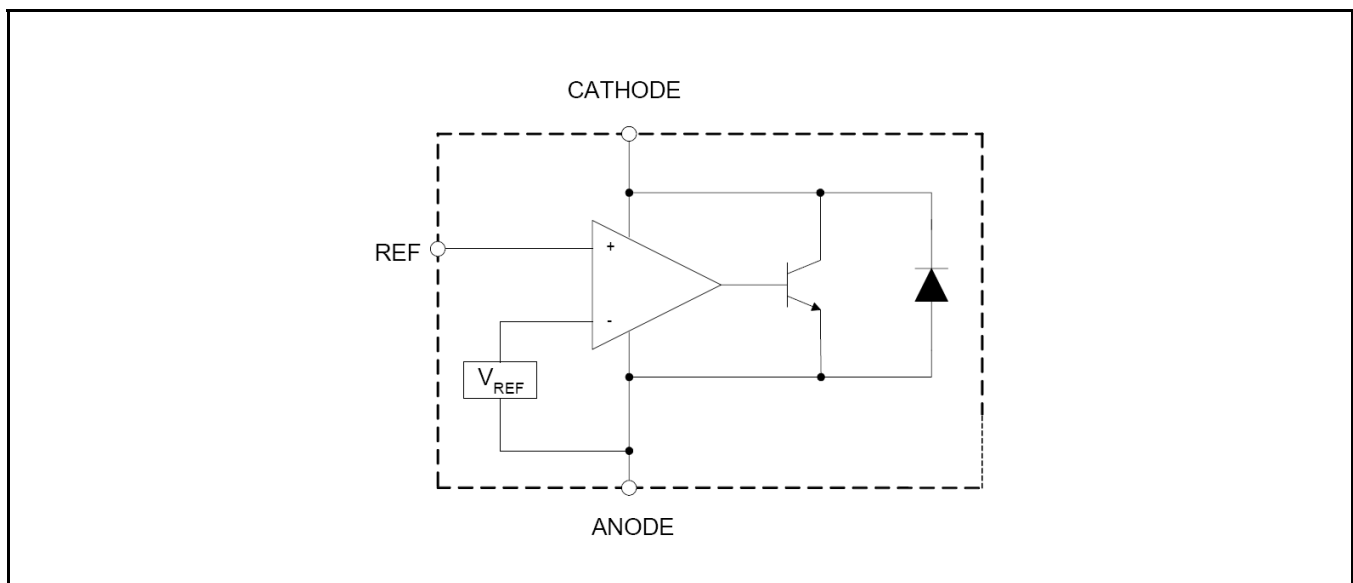 CATHODE
REF
+
-
VREF
ANODE